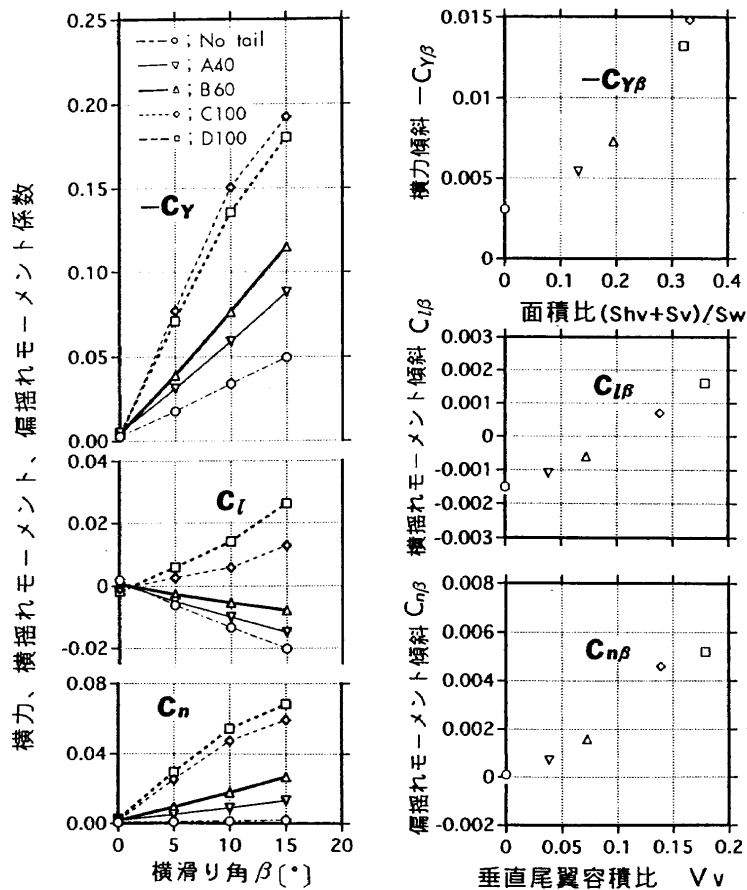 横力、横揺れモーメント、偏揺れモーメント係数
0.25
0.20
0.15
0.10
0.05
0.00
○ ; No tail
▽ ; A40
△ ; B60
◇ ; C100
□ ; D100
−CY
0.04
0.02
0
-0.02
Cl
0.08
0.04
0.00
Cn
0 5 10 15 20
横滑り角 β [°]
横力傾斜 −CYβ
0.015
0.01
0.005
0
−CYβ
0 0.1 0.2 0.3 0.4
面積比(Shv+Sv)/Sw
横揺れモーメント傾斜 Clβ
0.003
0.002
0.001
0
-0.001
-0.002
-0.003
Clβ
偏揺れモーメント傾斜 Cnβ
0.008
0.006
0.004
0.002
0
-0.002
Cnβ
0 0.05 0.1 0.15 0.2
垂直尾翼容積比 Vv